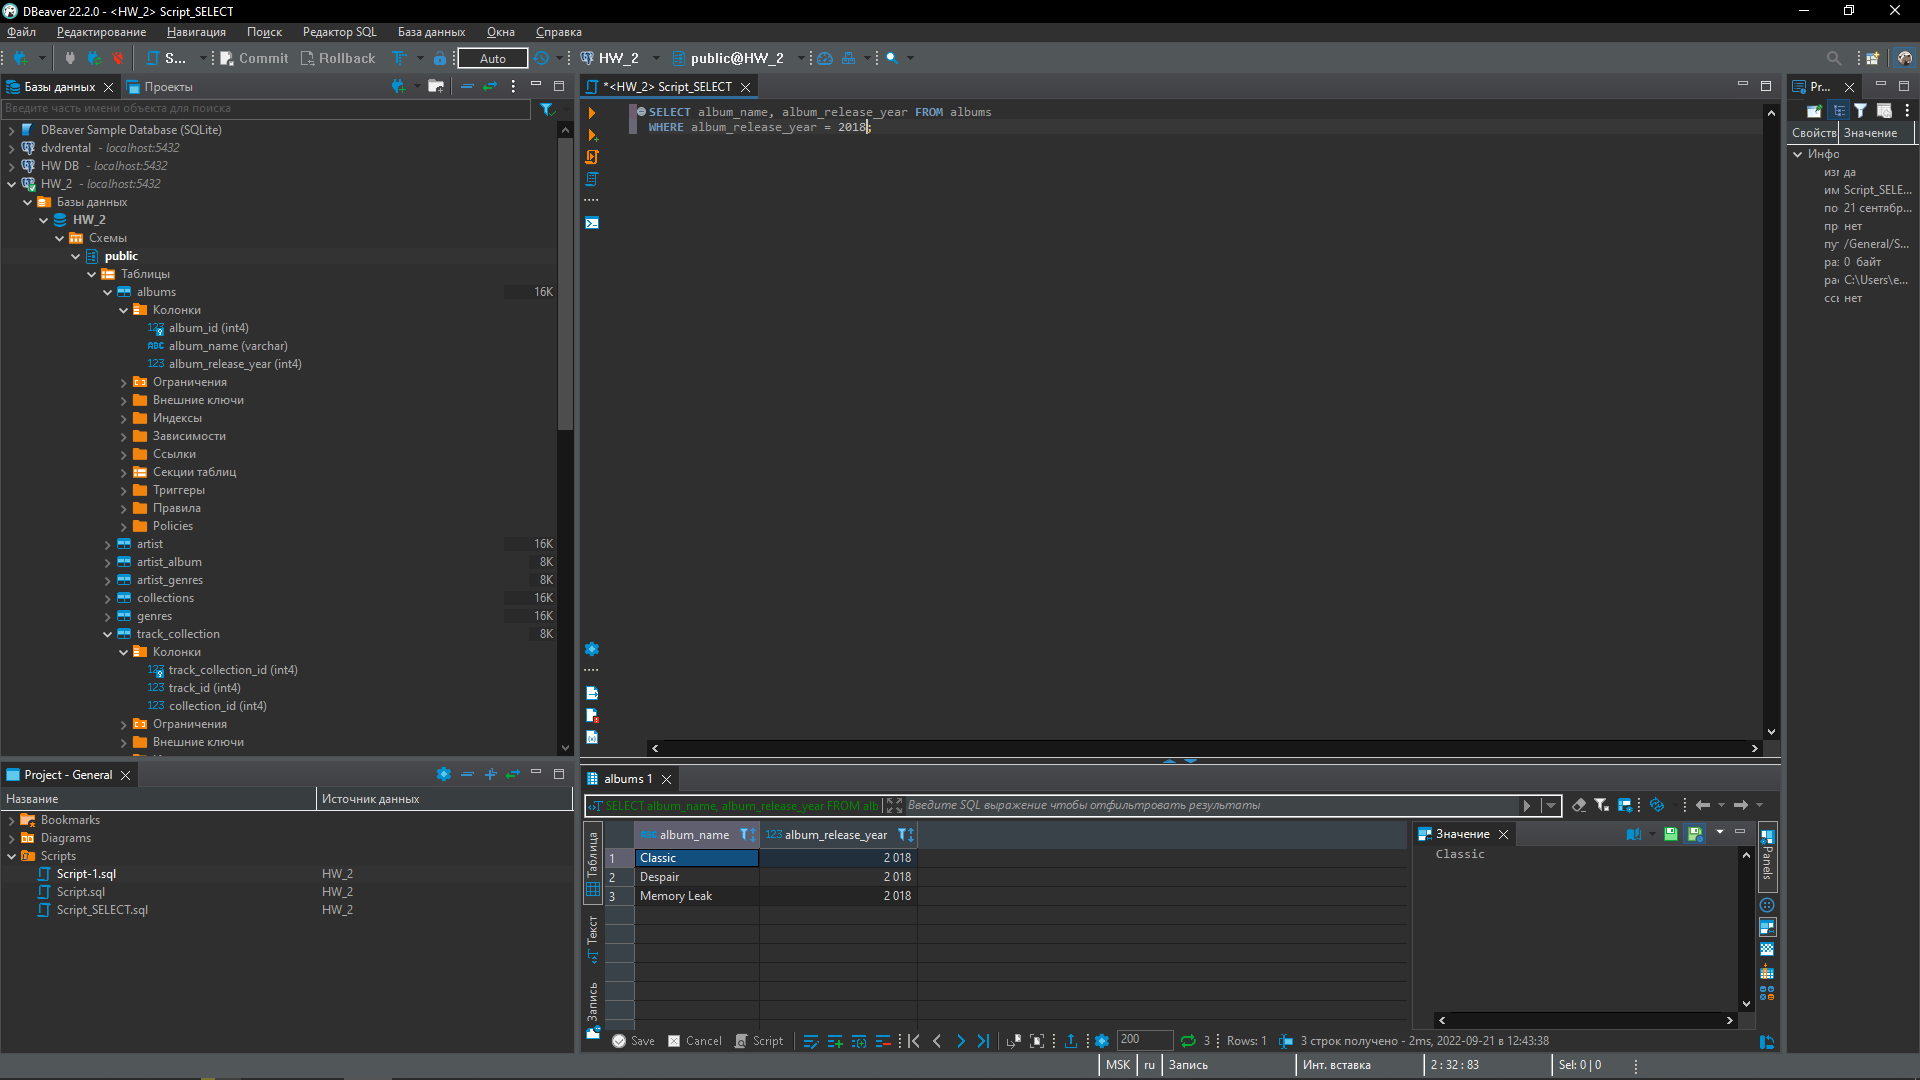 DBeaver 22.2.0 - <HW_2> Script_SELECT
Файл Редактирование Навигация Поиск Редактор SQL База данных Окна Справка
S... Commit Rollback Auto HW_2 public@HW_2
Базы данных Проекты
Введите часть имени объекта для поиска
DBeaver Sample Database (SQLite)
dvdrental - localhost:5432
HW DB - localhost:5432
HW_2 - localhost:5432
Базы данных
HW_2
Схемы
public
Таблицы
albums 16K
Колонки
album_id (int4)
album_name (varchar)
album_release_year (int4)
Ограничения
Внешние ключи
Индексы
Зависимости
Ссылки
Секции таблиц
Триггеры
Правила
Policies
artist 16K
artist_album 8K
artist_genres 8K
collections 16K
genres 16K
track_collection 8K
Колонки
track_collection_id (int4)
track_id (int4)
collection_id (int4)
Ограничения
Внешние ключи
Project - General
Название Источник данных
Bookmarks
Diagrams
Scripts
Script-1.sql HW_2
Script.sql HW_2
Script_SELECT.sql HW_2
*<HW_2> Script_SELECT
SELECT album_name, album_release_year FROM albums
WHERE album_release_year = 2018;
albums 1
SELECT album_name, album_release_year FROM alb Введите SQL выражение чтобы отфильтровать результаты
Таблица
Текст
Запись
album_name 123 album_release_year
1 Classic 2 018
2 Despair 2 018
3 Memory Leak 2 018
Значение
Classic
Panels
Save Cancel Script 200 3 Rows: 1 3 строк получено - 2ms, 2022-09-21 в 12:43:38
Pr...
Свойств Значение
Инфо
изı да
им Script_SELE...
по 21 сентябр...
пр нет
пу /General/S...
ра: 0 байт
ра C:\Users\e...
ссı нет
MSK ru Запись Инт. вставка 2 : 32 : 83 Sel: 0 | 0